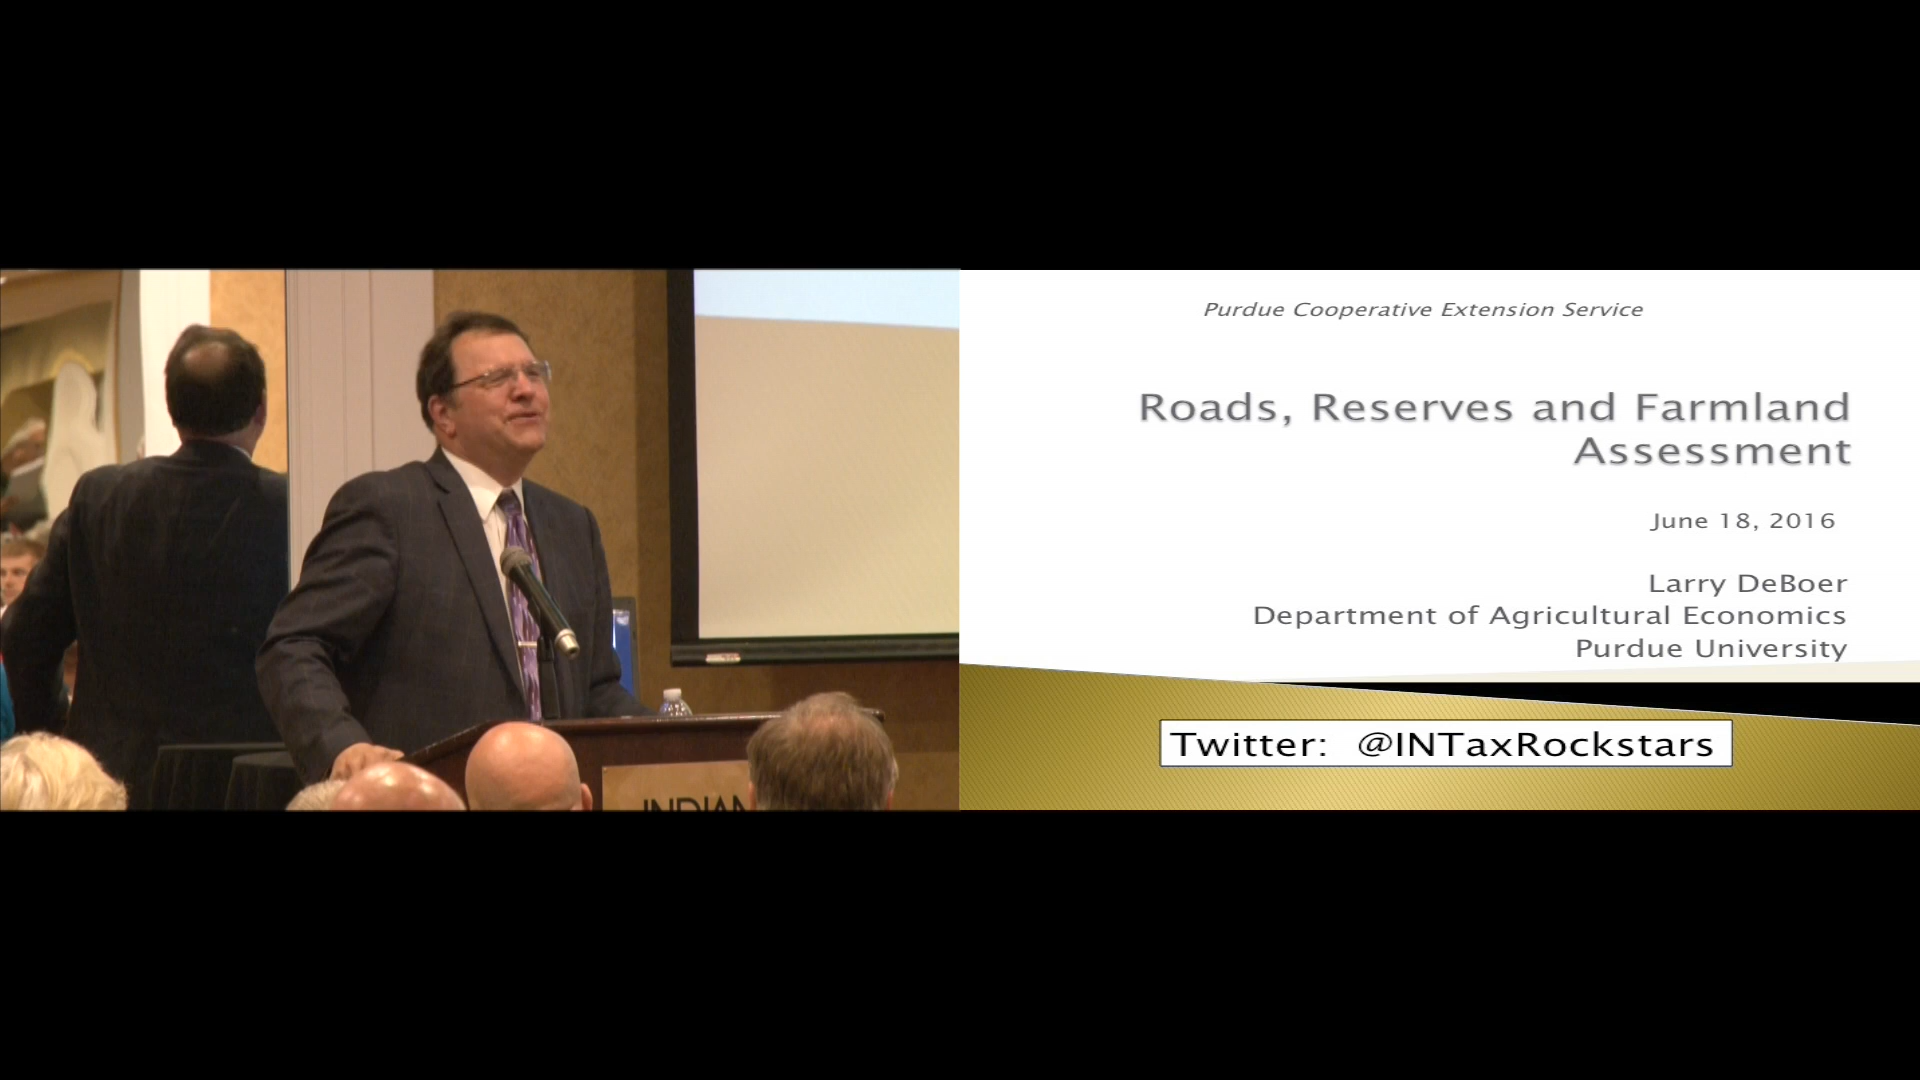 Purdue Cooperative Extension Service
Roads, Reserves and Farmland
Assessment
June 18, 2016
Larry DeBoer
Department of Agricultural Economics
Purdue University
Twitter: @INTaxRockstars
INDIAN